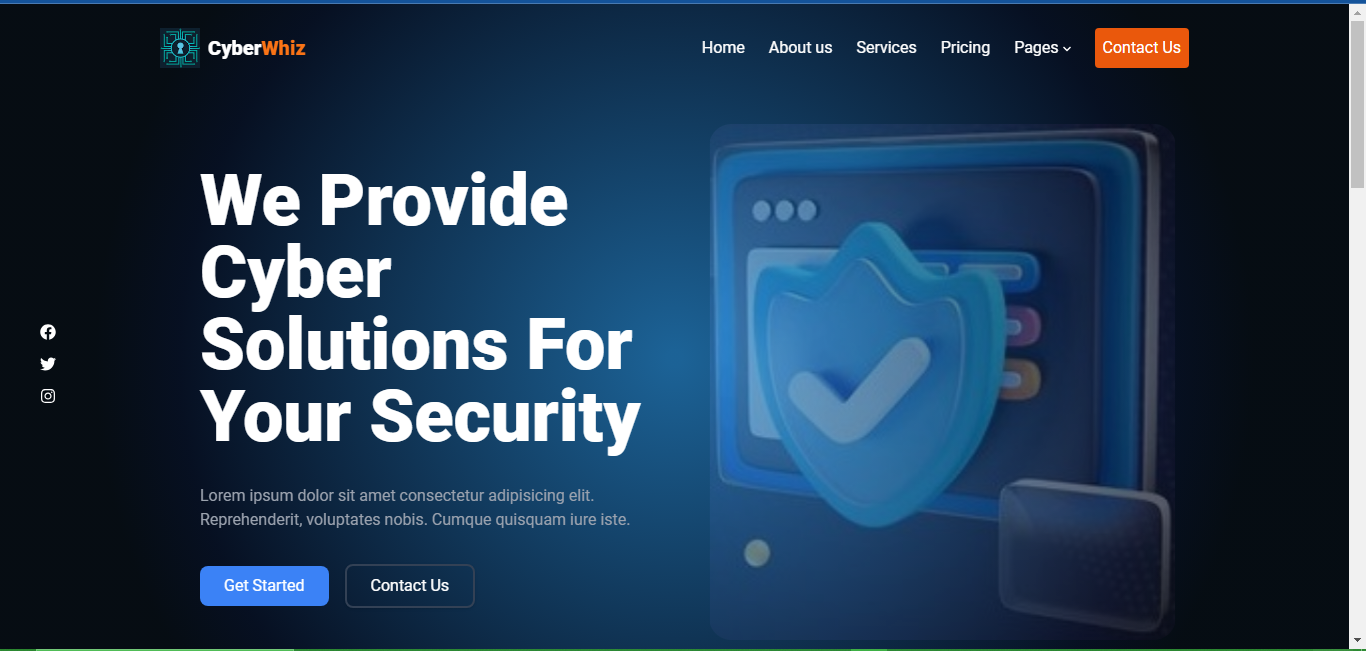 CyberWhiz
Home About us Services Pricing Pages Contact Us
We Provide
Cyber
Solutions For
Your Security
Lorem ipsum dolor sit amet consectetur adipisicing elit.
Reprehenderit, voluptates nobis. Cumque quisquam iure iste.
Get Started Contact Us